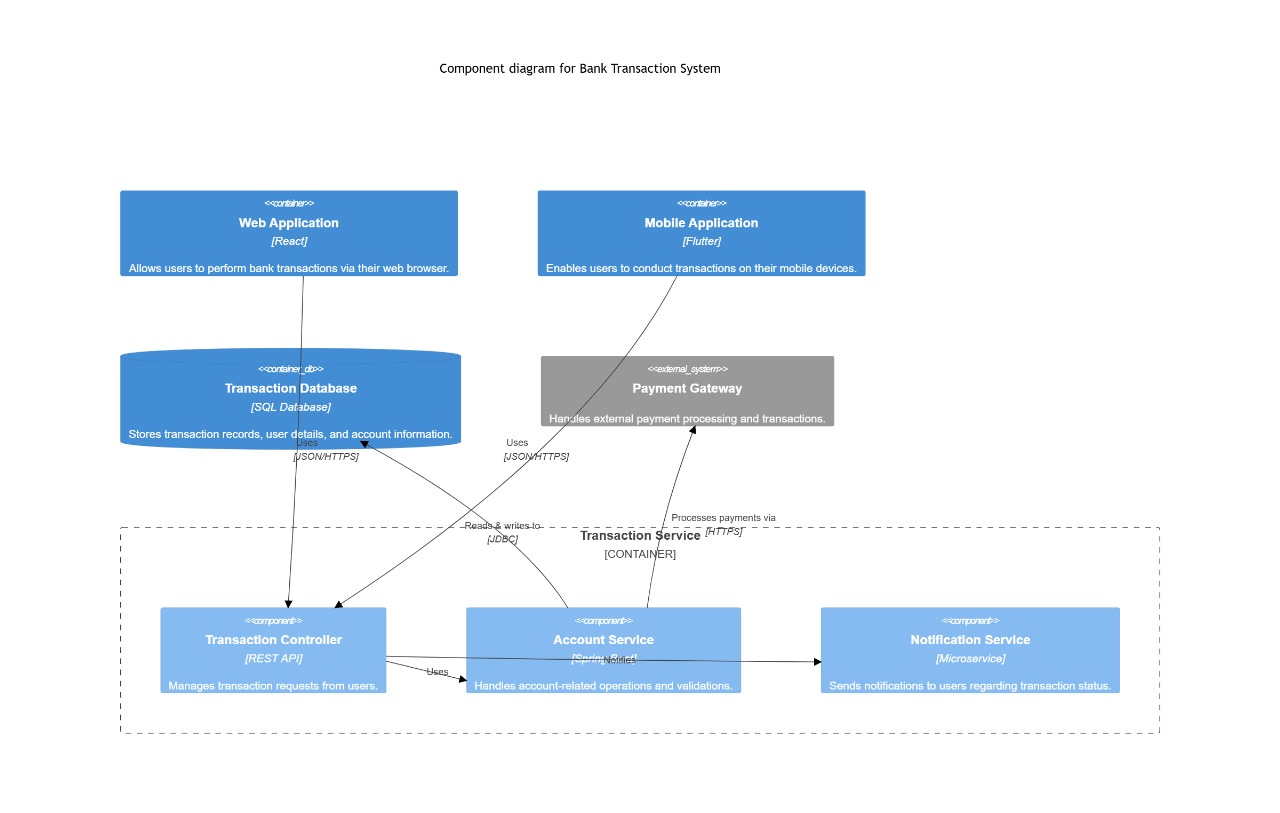 Component diagram for Bank Transaction System
<<container>>
Web Application
[React]
Allows users to perform bank transactions via their web browser.
<<container>>
Mobile Application
[Flutter]
Enables users to conduct transactions on their mobile devices.
<<container_db>>
Transaction Database
[SQL Database]
Stores transaction records, user details, and account information.
<<external_system>>
Payment Gateway
Handles external payment processing and transactions.
Uses
[JSON/HTTPS]
Uses
[JSON/HTTPS]
Reads & writes to
[JDBC]
Processes payments via
[HTTPS]
Transaction Service
[CONTAINER]
<<component>>
Transaction Controller
[REST API]
Manages transaction requests from users.
<<component>>
Account Service
[Spring Boot]
Handles account-related operations and validations.
<<component>>
Notification Service
[Microservice]
Sends notifications to users regarding transaction status.
Notifies
Uses